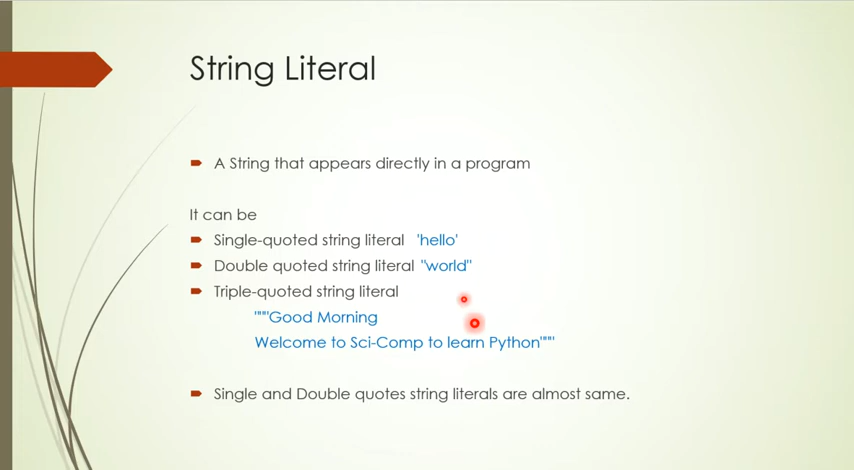 String Literal
A String that appears directly in a program
It can be
Single-quoted string literal 'hello'
Double quoted string literal "world"
Triple-quoted string literal
"""Good Morning
Welcome to Sci-Comp to learn Python"""
Single and Double quotes string literals are almost same.